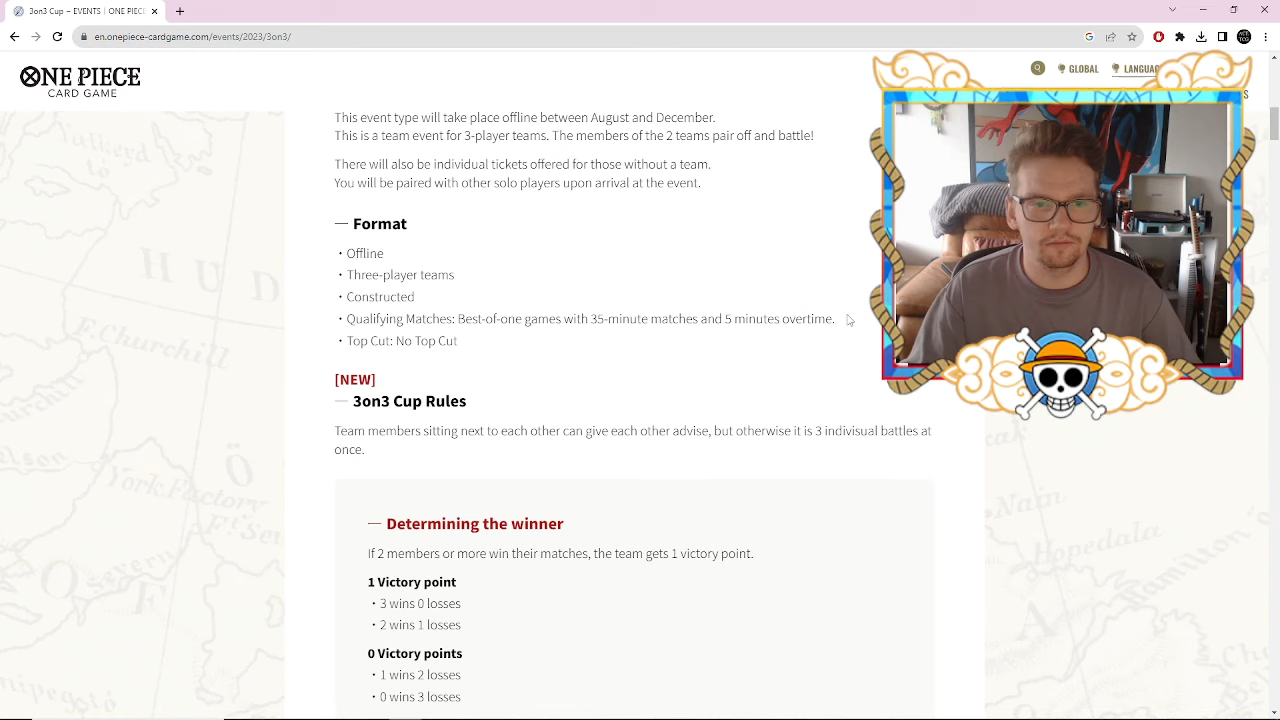 3on3 Cup − EVENTS | ONE PIEC
en.onepiece-cardgame.com/events/2023/3on3/
ONE PIECE
CARD GAME
GLOBAL
LANGUAG
S
This event type will take place offline between August and December.
This is a team event for 3-player teams. The members of the 2 teams pair off and battle!
There will also be individual tickets offered for those without a team.
You will be paired with other solo players upon arrival at the event.
Format
・Offline
・Three-player teams
・Constructed
・Qualifying Matches: Best-of-one games with 35-minute matches and 5 minutes overtime.
・Top Cut: No Top Cut
[NEW]
3on3 Cup Rules
Team members sitting next to each other can give each other advise, but otherwise it is 3 indivisual battles at
once.
Determining the winner
If 2 members or more win their matches, the team gets 1 victory point.
1 Victory point
・3 wins 0 losses
・2 wins 1 losses
0 Victory points
・1 wins 2 losses
・0 wins 3 losses
HUD
F.Churchill
York Factory
Nain
Hopedala